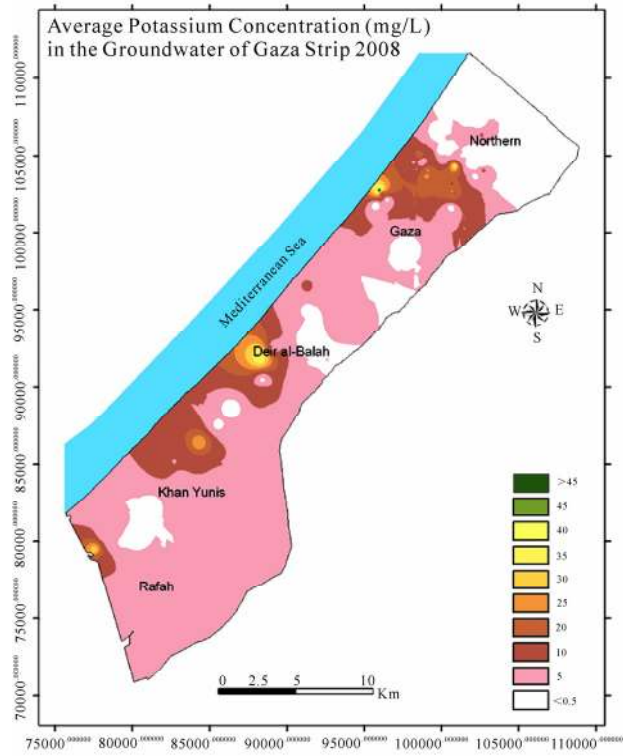 Average Potassium Concentration (mg/L)
in the Groundwater of Gaza Strip 2008
110000
105000
100000
95000
90000
85000
80000
75000
70000
Northern
Gaza
Mediterranean Sea
Deir al-Balah
Khan Yunis
Rafah
N
W E
S
>45
45
40
35
30
25
20
10
5
<0.5
0 2.5 5 10
Km
75000 80000 85000 90000 95000 100000 105000 110000